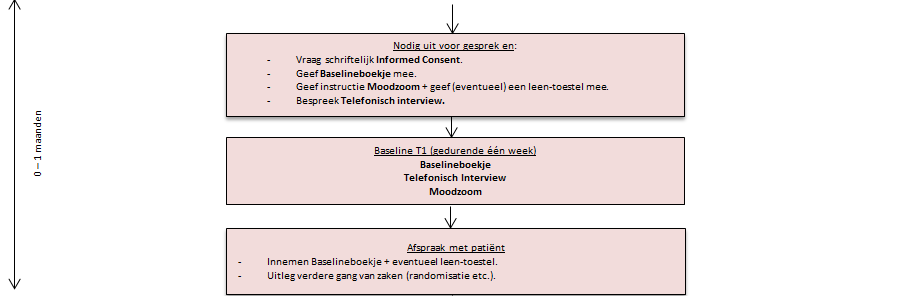 Nodig uit voor gesprek en:
- Vraag schriftelijk Informed Consent.
- Geef Baselineboekje mee.
- Geef instructie Moodzoom + geef (eventueel) een leen-toestel mee.
- Bespreek Telefonisch interview.
0 – 1 maanden
Baseline T1 (gedurende één week)
Baselineboekje
Telefonisch Interview
Moodzoom
Afspraak met patiënt
- Innemen Baselineboekje + eventueel leen-toestel.
- Uitleg verdere gang van zaken (randomisatie etc.).